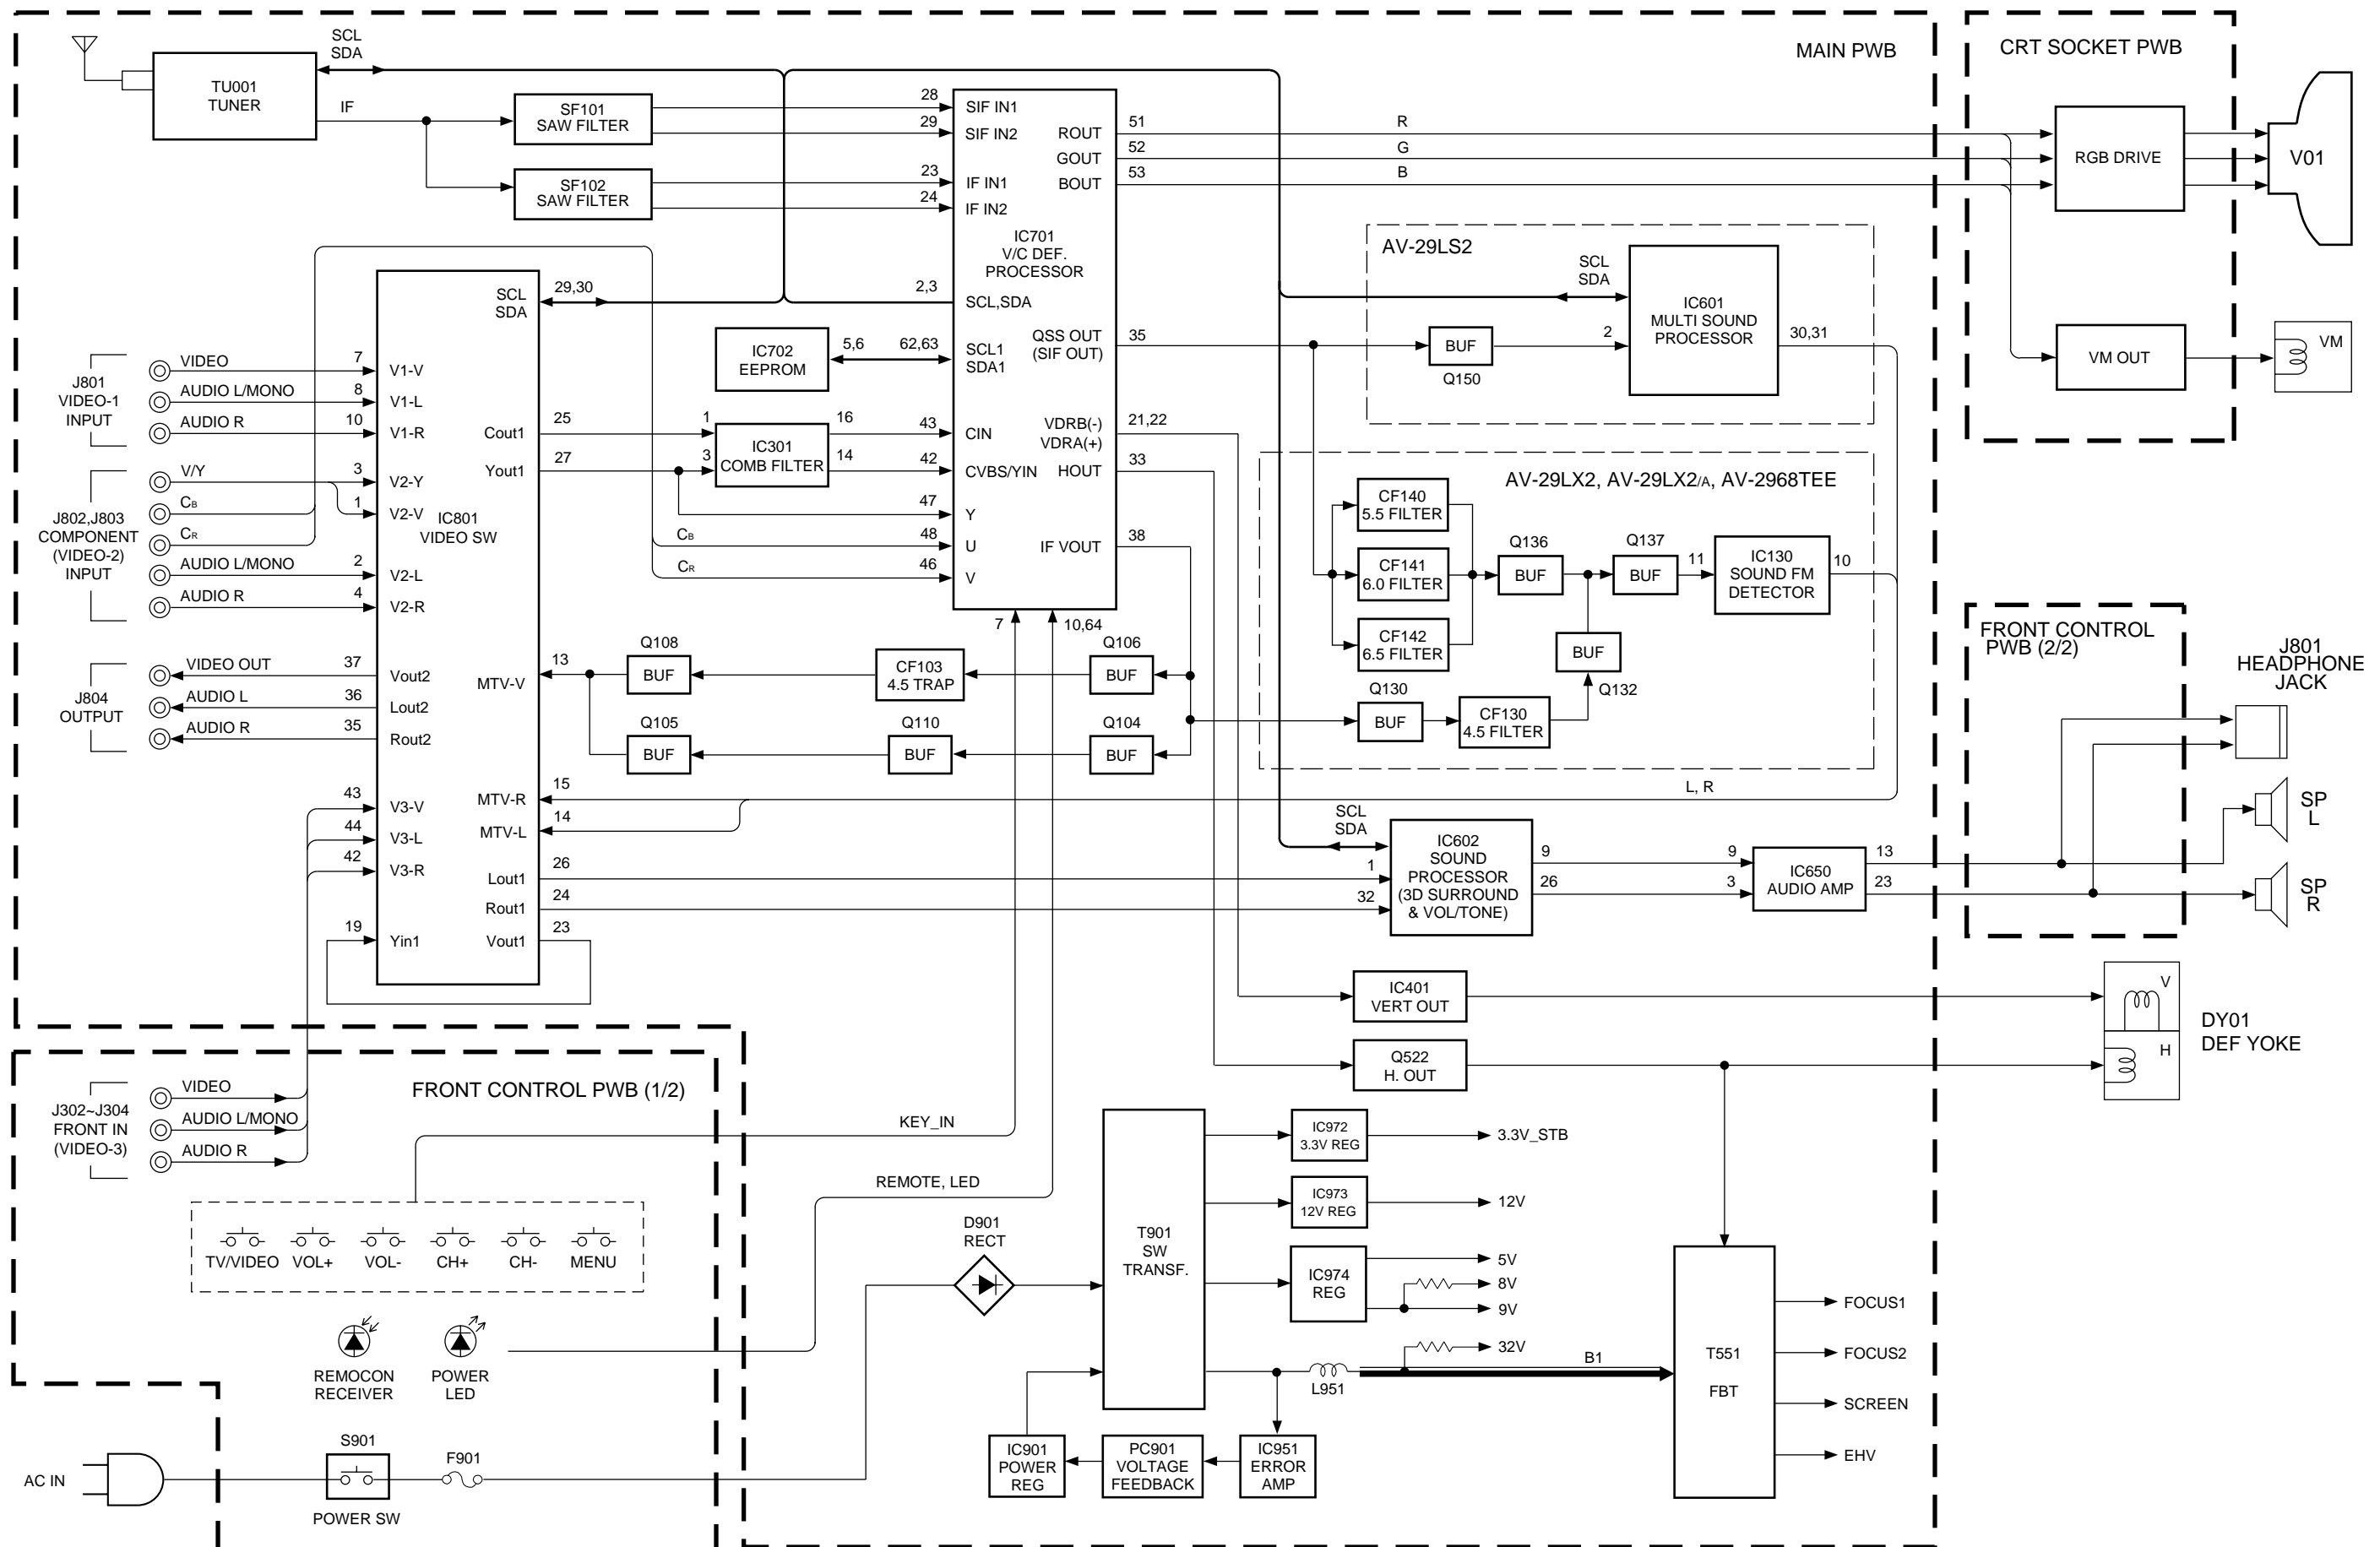 MAIN PWB
CRT SOCKET PWB
SCL
SDA
TU001
TUNER
IF
SF101
SAW FILTER
28
29
SIF IN1
SIF IN2
SF102
SAW FILTER
23
24
IF IN1
IF IN2
ROUT
GOUT
BOUT
51
52
53
R
G
B
RGB DRIVE
V01
IC701
V/C DEF.
PROCESSOR
2,3
SCL,SDA
AV-29LS2
SCL
SDA
IC601
MULTI SOUND
PROCESSOR
30,31
QSS OUT
(SIF OUT)
35
BUF
Q150
2
VM OUT
VM
SCL
SDA
29,30
IC702
EEPROM
5,6
62,63
SCL1
SDA1
J801
VIDEO-1
INPUT
VIDEO
7
V1-V
AUDIO L/MONO
8
V1-L
AUDIO R
10
V1-R
Cout1
25
1
IC301
COMB FILTER
16
43
CIN
Yout1
27
3
14
42
CVBS/YIN
VDRB(-)
VDRA(+)
21,22
HOUT
33
J802,J803
COMPONENT
(VIDEO-2)
INPUT
V/Y
3
V2-Y
CB
1
V2-V
CR
AUDIO L/MONO
2
V2-L
AUDIO R
4
V2-R
IC801
VIDEO SW
47
Y
CB
48
U
CR
46
V
IF VOUT
38
7
10,64
AV-29LX2, AV-29LX2/A, AV-2968TEE
CF140
5.5 FILTER
CF141
6.0 FILTER
CF142
6.5 FILTER
Q136
BUF
Q137
BUF
11
IC130
SOUND FM
DETECTOR
10
BUF
Q132
Q130
BUF
CF130
4.5 FILTER
J804
OUTPUT
VIDEO OUT
37
Vout2
AUDIO L
36
Lout2
AUDIO R
35
Rout2
MTV-V
13
Q108
BUF
CF103
4.5 TRAP
Q106
BUF
Q105
BUF
Q110
BUF
Q104
BUF
FRONT CONTROL
PWB (2/2)
J801
HEADPHONE
JACK
43
V3-V
44
V3-L
42
V3-R
MTV-R
15
MTV-L
14
L, R
Lout1
26
Rout1
24
19
Yin1
Vout1
23
SCL
SDA
1
32
IC602
SOUND
PROCESSOR
(3D SURROUND
& VOL/TONE)
9
26
9
3
IC650
AUDIO AMP
13
23
SP
L
SP
R
IC401
VERT OUT
Q522
H. OUT
V
H
DY01
DEF YOKE
FRONT CONTROL PWB (1/2)
J302~J304
FRONT IN
(VIDEO-3)
VIDEO
AUDIO L/MONO
AUDIO R
KEY_IN
REMOTE, LED
TV/VIDEO
VOL+
VOL-
CH+
CH-
MENU
REMOCON
RECEIVER
POWER
LED
D901
RECT
T901
SW
TRANSF.
IC972
3.3V REG
3.3V_STB
IC973
12V REG
12V
IC974
REG
5V
8V
9V
32V
L951
B1
T551
FBT
FOCUS1
FOCUS2
SCREEN
EHV
IC901
POWER
REG
PC901
VOLTAGE
FEEDBACK
IC951
ERROR
AMP
AC IN
S901
POWER SW
F901